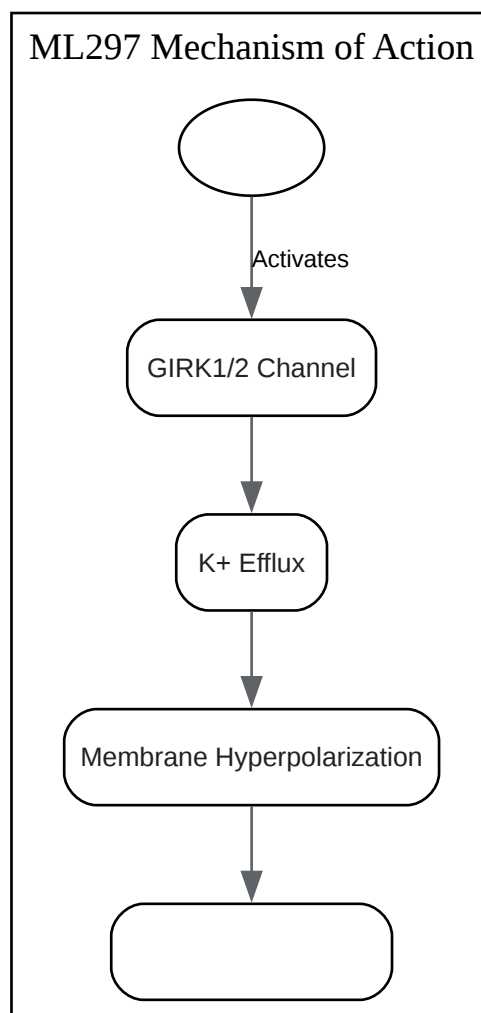 ML297 Mechanism of Action
Activates
GIRK1/2 Channel
K+ Efflux
Membrane Hyperpolarization